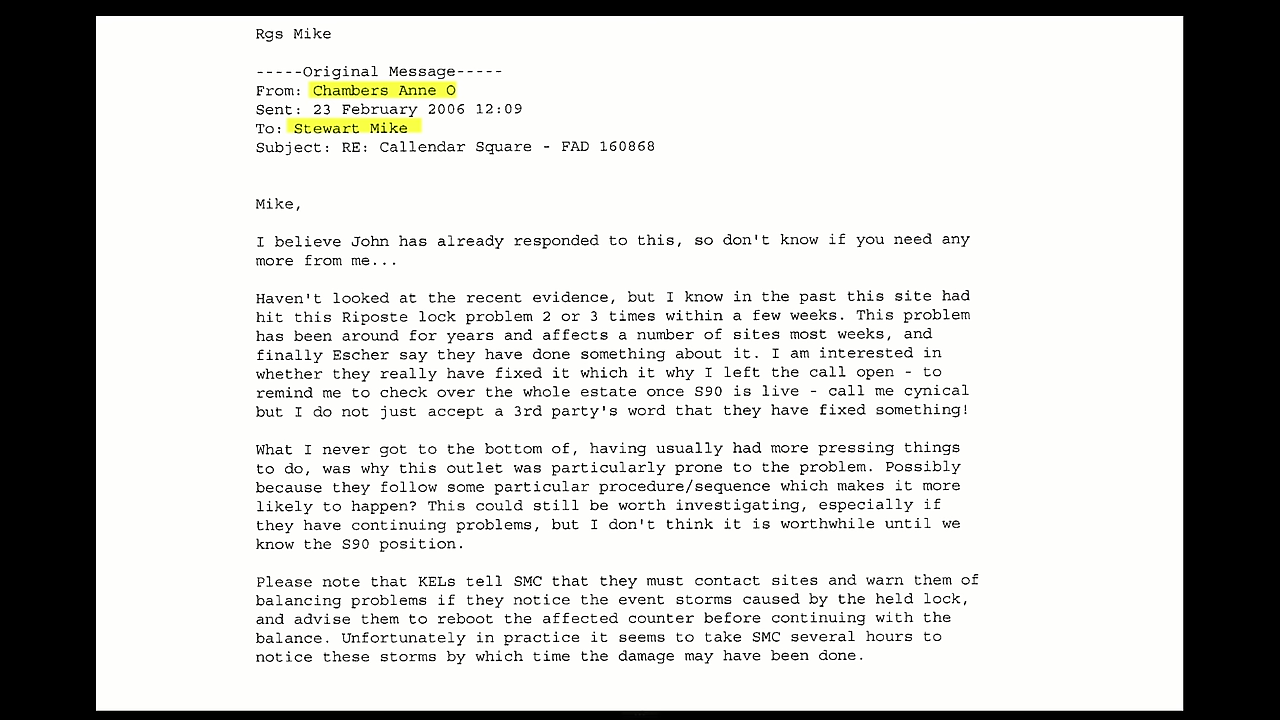 Rgs Mike
-----Original Message-----
From: Chambers Anne O
Sent: 23 February 2006 12:09
To: Stewart Mike
Subject: RE: Callendar Square - FAD 160868
Mike,
I believe John has already responded to this, so don't know if you need any
more from me...
Haven't looked at the recent evidence, but I know in the past this site had
hit this Riposte lock problem 2 or 3 times within a few weeks. This problem
has been around for years and affects a number of sites most weeks, and
finally Escher say they have done something about it. I am interested in
whether they really have fixed it which it why I left the call open - to
remind me to check over the whole estate once S90 is live - call me cynical
but I do not just accept a 3rd party's word that they have fixed something!
What I never got to the bottom of, having usually had more pressing things
to do, was why this outlet was particularly prone to the problem. Possibly
because they follow some particular procedure/sequence which makes it more
likely to happen? This could still be worth investigating, especially if
they have continuing problems, but I don't think it is worthwhile until we
know the S90 position.
Please note that KELs tell SMC that they must contact sites and warn them of
balancing problems if they notice the event storms caused by the held lock,
and advise them to reboot the affected counter before continuing with the
balance. Unfortunately in practice it seems to take SMC several hours to
notice these storms by which time the damage may have been done.